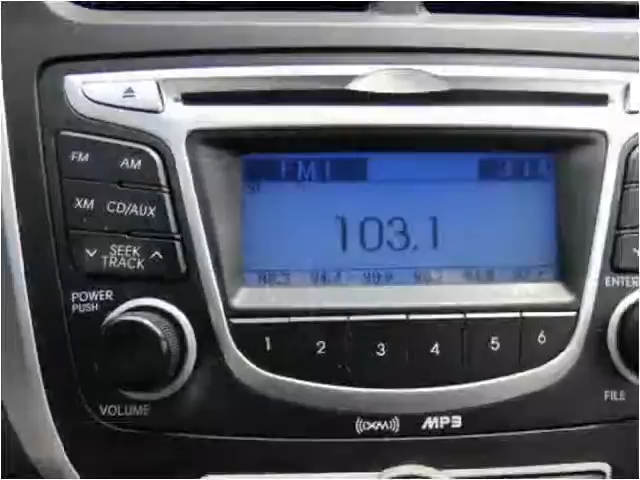 FM1
103.1
FM AM
XM CD/AUX
SEEK
TRACK
POWER
PUSH
VOLUME
1 2 3 4 5 6
ENTER
FILE
((XM)) MP3